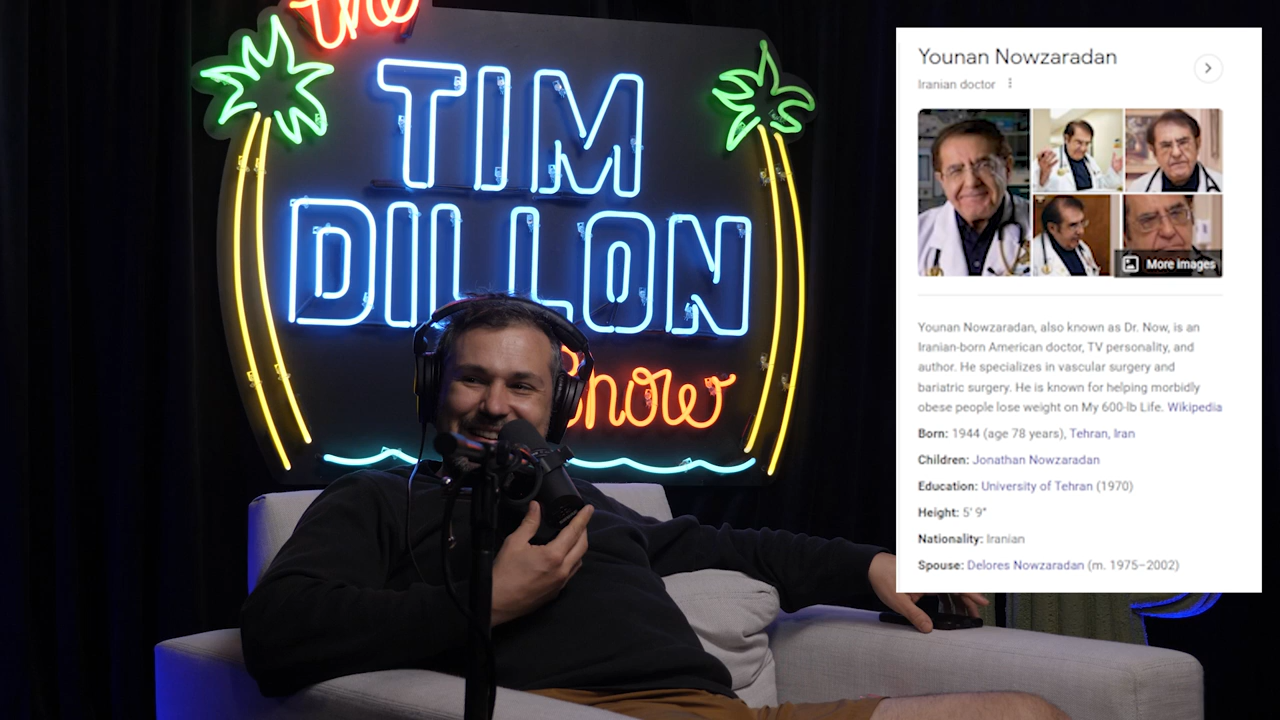 the
TIM
DILLON
Show
Younan Nowzaradan
Iranian doctor
More images
Younan Nowzaradan, also known as Dr. Now, is an
Iranian-born American doctor, TV personality, and
author. He specializes in vascular surgery and
bariatric surgery. He is known for helping morbidly
obese people lose weight on My 600-lb Life. Wikipedia
Born: 1944 (age 78 years), Tehran, Iran
Children: Jonathan Nowzaradan
Education: University of Tehran (1970)
Height: 5′ 9″
Nationality: Iranian
Spouse: Delores Nowzaradan (m. 1975–2002)